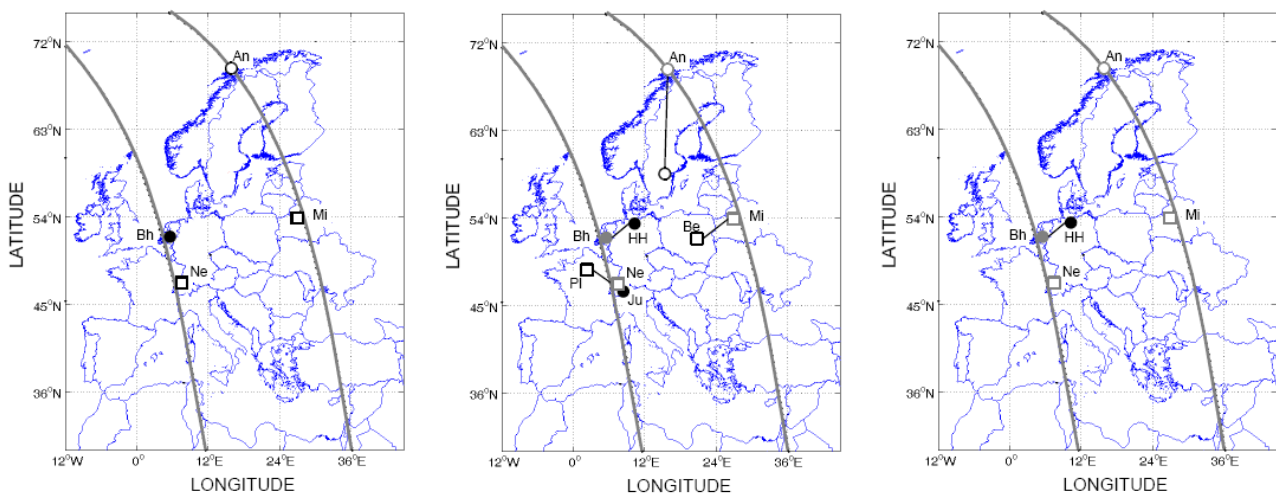 72°N
63°N
54°N
45°N
36°N
12°W
0°
12°E
24°E
36°E
LATITUDE
LONGITUDE
An
Mi
Bh
Ne
72°N
63°N
54°N
45°N
36°N
12°W
0°
12°E
24°E
36°E
LATITUDE
LONGITUDE
An
Mi
Be
Bh
HH
Pl
Ne
Ju
72°N
63°N
54°N
45°N
36°N
12°W
0°
12°E
24°E
36°E
LATITUDE
LONGITUDE
An
Mi
Bh
HH
Ne